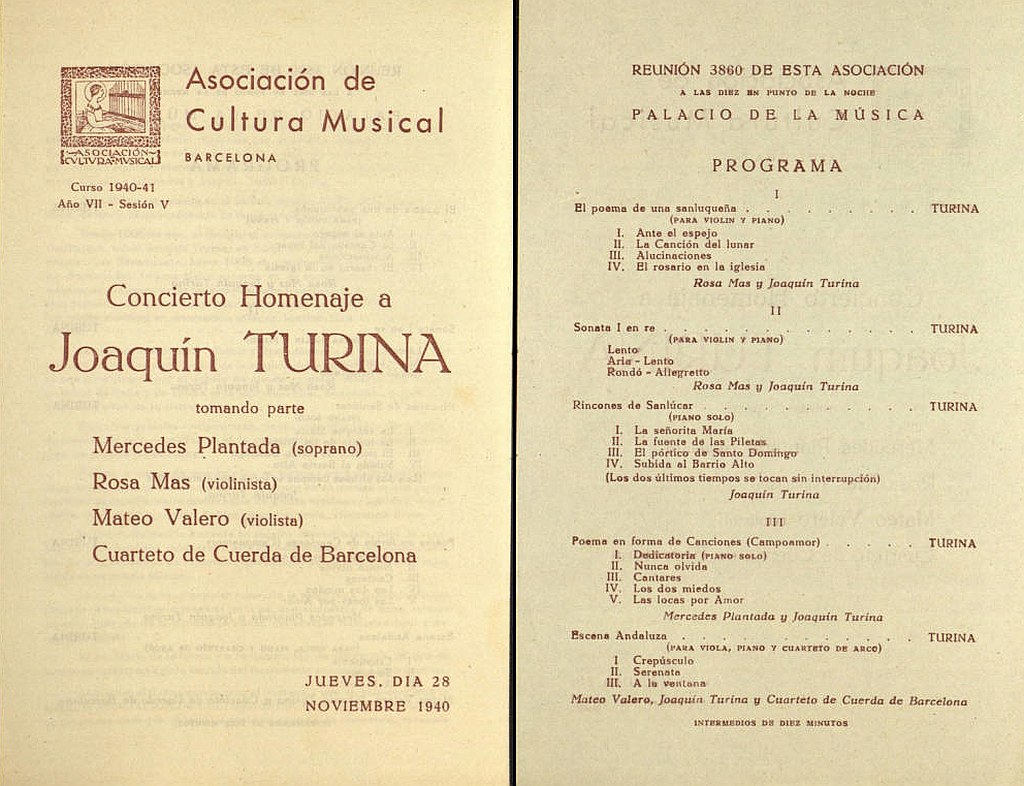 Asociación de
Cultura Musical
BARCELONA
ASOCIACIÓN
CVLTVRA·MVSICAL
Curso 1940-41
Año VII - Sesión V
Concierto Homenaje a
Joaquín TURINA
tomando parte
Mercedes Plantada (soprano)
Rosa Mas (violinista)
Mateo Valero (violista)
Cuarteto de Cuerda de Barcelona
JUEVES, DIA 28
NOVIEMBRE 1940
REUNIÓN 3860 DE ESTA ASOCIACIÓN
A LAS DIEZ EN PUNTO DE LA NOCHE
PALACIO DE LA MÚSICA
PROGRAMA
I
El poema de una sanluqueña . . . . . . . . . TURINA
(PARA VIOLIN Y PIANO)
I. Ante el espejo
II. La Canción del lunar
III. Alucinaciones
IV. El rosario en la iglesia
Rosa Mas y Joaquín Turina
II
Sonata I en re . . . . . . . . . . . . . TURINA
(PARA VIOLIN Y PIANO)
Lento
Aria - Lento
Rondó - Allegretto
Rosa Mas y Joaquín Turina
Rincones de Sanlúcar . . . . . . . . . . TURINA
(PIANO SOLO)
I. La señorita María
II. La fuente de las Piletas
III. El pórtico de Santo Domingo
IV. Subida al Barrio Alto
(Los dos últimos tiempos se tocan sin interrupción)
Joaquín Turina
III
Poema en forma de Canciones (Campoamor) . . . . . TURINA
I. Dedicatoria (PIANO SOLO)
II. Nunca olvida
III. Cantares
IV. Los dos miedos
V. Las locas por Amor
Mercedes Plantada y Joaquín Turina
Escena Andaluza . . . . . . . . . . . . TURINA
(PARA VIOLA, PIANO Y CUARTETO DE ARCO)
I Crepúsculo
II. Serenata
III. A la ventana
Mateo Valero, Joaquín Turina y Cuarteto de Cuerda de Barcelona
INTERMEDIOS DE DIEZ MINUTOS